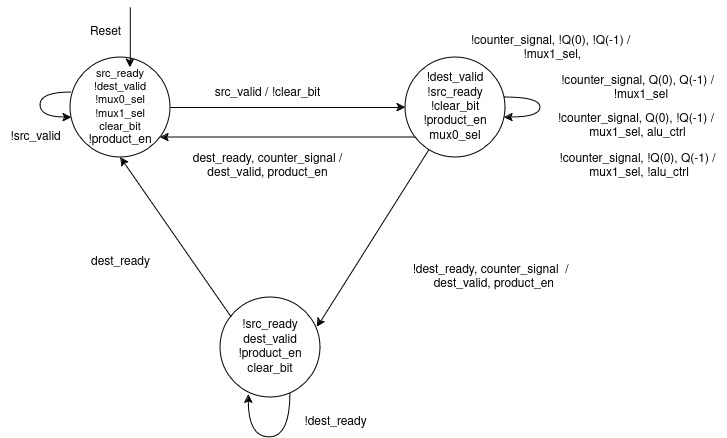 Reset
src_ready
!dest_valid
!mux0_sel
!mux1_sel
clear_bit
!product_en
!src_valid
src_valid / !clear_bit
dest_ready, counter_signal /
dest_valid, product_en
!dest_valid
!src_ready
!clear_bit
!product_en
mux0_sel
!counter_signal, !Q(0), !Q(-1) /
!mux1_sel,
!counter_signal, Q(0), Q(-1) /
!mux1_sel
!counter_signal, Q(0), !Q(-1) /
mux1_sel, alu_ctrl
!counter_signal, !Q(0), Q(-1) /
mux1_sel, !alu_ctrl
dest_ready
!dest_ready, counter_signal /
dest_valid, product_en
!src_ready
dest_valid
!product_en
clear_bit
!dest_ready